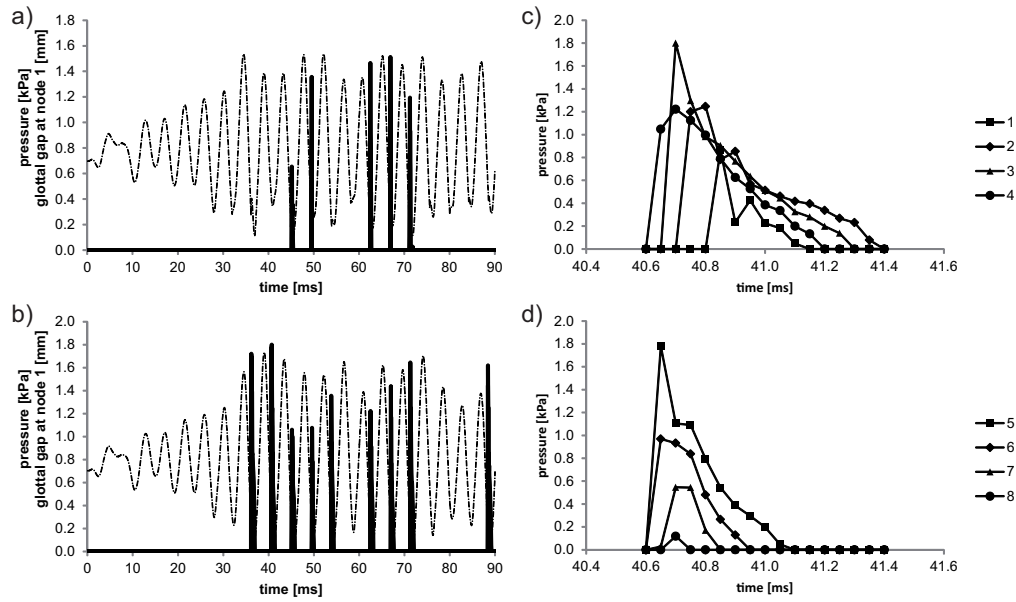 a)
pressure [kPa]
glottal gap at node 1 [mm]
1.8
1.6
1.4
1.2
1.0
0.8
0.6
0.4
0.2
0.0
0 10 20 30 40 50 60 70 80 90
time [ms]
c)
pressure [kPa]
2.0
1.8
1.6
1.4
1.2
1.0
0.8
0.6
0.4
0.2
0.0
40.4 40.6 40.8 41.0 41.2 41.4 41.6
time [ms]
1
2
3
4
b)
pressure [kPa]
glottal gap at node 1 [mm]
2.0
1.8
1.6
1.4
1.2
1.0
0.8
0.6
0.4
0.2
0.0
0 10 20 30 40 50 60 70 80 90
time [ms]
d)
pressure [kPa]
2.0
1.8
1.6
1.4
1.2
1.0
0.8
0.6
0.4
0.2
0.0
40.4 40.6 40.8 41.0 41.2 41.4 41.6
time [ms]
5
6
7
8